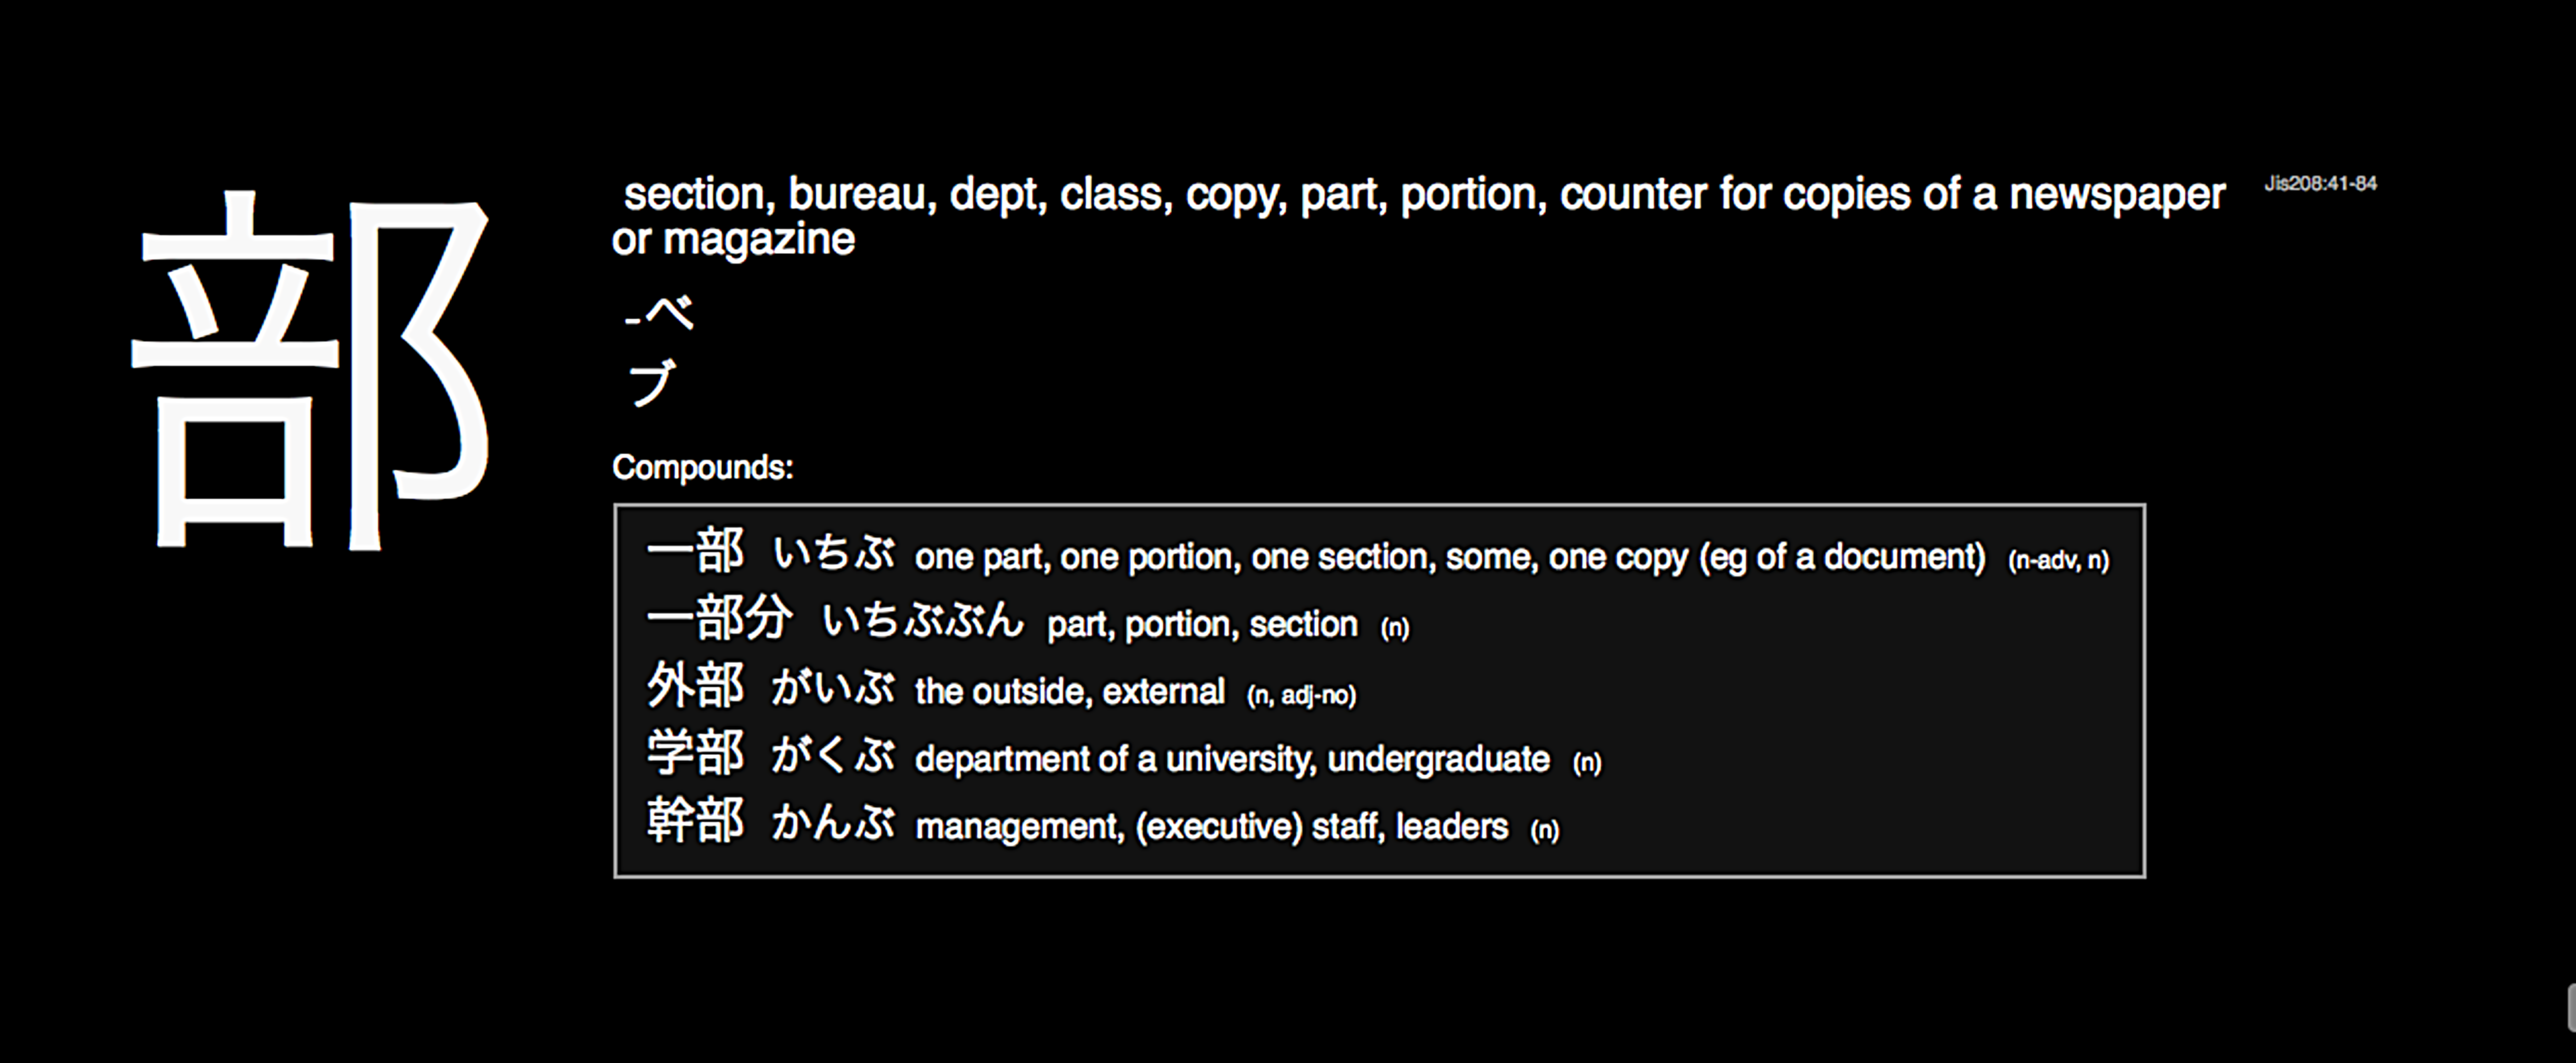 部
section, bureau, dept, class, copy, part, portion, counter for copies of a newspaper
or magazine
Jis208:41-84
-べ
ブ
Compounds:
一部 いちぶ one part, one portion, one section, some, one copy (eg of a document) (n-adv, n)
一部分 いちぶぶん part, portion, section (n)
外部 がいぶ the outside, external (n, adj-no)
学部 がくぶ department of a university, undergraduate (n)
幹部 かんぶ management, (executive) staff, leaders (n)